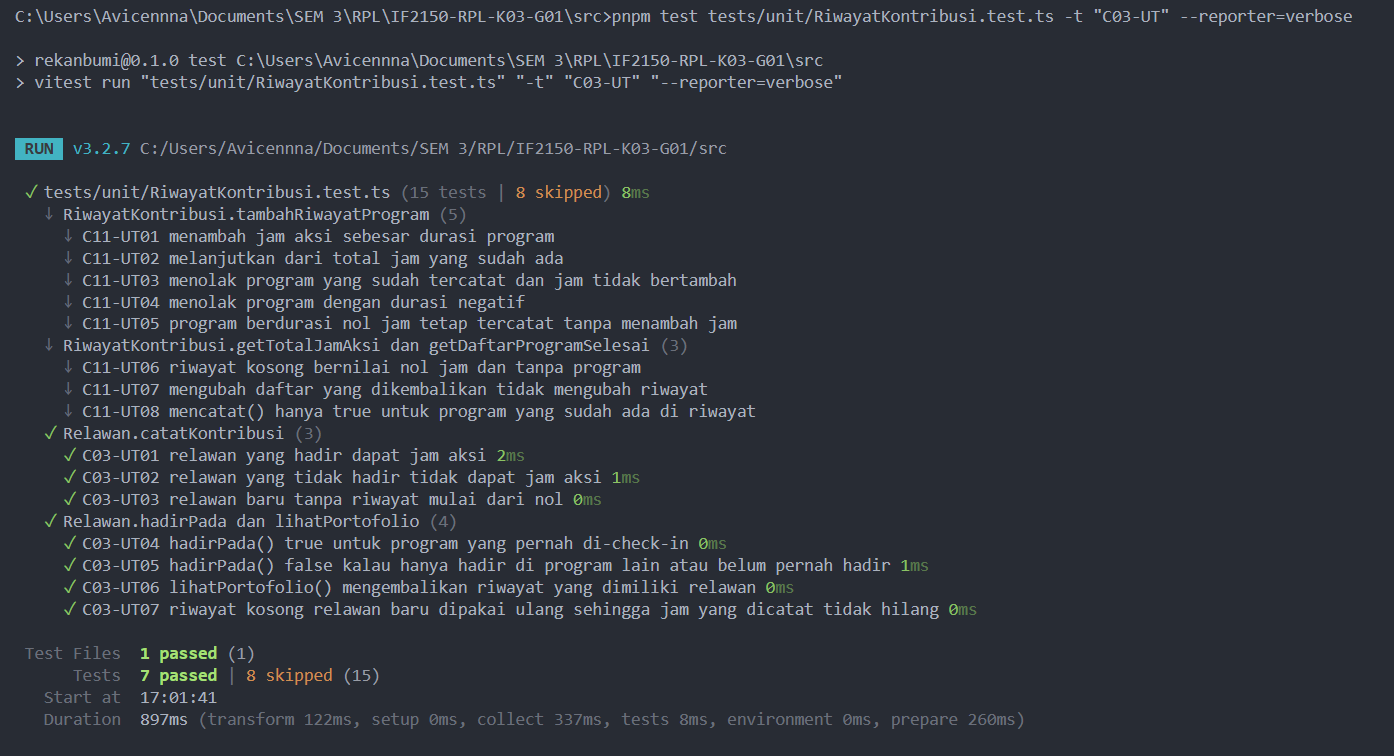 C:\Users\Avicennna\Documents\SEM 3\RPL\IF2150-RPL-K03-G01\src>pnpm test tests/unit/RiwayatKontribusi.test.ts -t "C03-UT" --reporter=verbose
> rekanbumi@0.1.0 test C:\Users\Avicennna\Documents\SEM 3\RPL\IF2150-RPL-K03-G01\src
> vitest run "tests/unit/RiwayatKontribusi.test.ts" "-t" "C03-UT" "--reporter=verbose"
RUN v3.2.7 C:/Users/Avicennna/Documents/SEM 3/RPL/IF2150-RPL-K03-G01/src
✓ tests/unit/RiwayatKontribusi.test.ts (15 tests | 8 skipped) 8ms
↓ RiwayatKontribusi.tambahRiwayatProgram (5)
↓ C11-UT01 menambah jam aksi sebesar durasi program
↓ C11-UT02 melanjutkan dari total jam yang sudah ada
↓ C11-UT03 menolak program yang sudah tercatat dan jam tidak bertambah
↓ C11-UT04 menolak program dengan durasi negatif
↓ C11-UT05 program berdurasi nol jam tetap tercatat tanpa menambah jam
↓ RiwayatKontribusi.getTotalJamAksi dan getDaftarProgramSelesai (3)
↓ C11-UT06 riwayat kosong bernilai nol jam dan tanpa program
↓ C11-UT07 mengubah daftar yang dikembalikan tidak mengubah riwayat
↓ C11-UT08 mencatat() hanya true untuk program yang sudah ada di riwayat
✓ Relawan.catatKontribusi (3)
✓ C03-UT01 relawan yang hadir dapat jam aksi 2ms
✓ C03-UT02 relawan yang tidak hadir tidak dapat jam aksi 1ms
✓ C03-UT03 relawan baru tanpa riwayat mulai dari nol 0ms
✓ Relawan.hadirPada dan lihatPortofolio (4)
✓ C03-UT04 hadirPada() true untuk program yang pernah di-check-in 0ms
✓ C03-UT05 hadirPada() false kalau hanya hadir di program lain atau belum pernah hadir 1ms
✓ C03-UT06 lihatPortofolio() mengembalikan riwayat yang dimiliki relawan 0ms
✓ C03-UT07 riwayat kosong relawan baru dipakai ulang sehingga jam yang dicatat tidak hilang 0ms
Test Files 1 passed (1)
Tests 7 passed | 8 skipped (15)
Start at 17:01:41
Duration 897ms (transform 122ms, setup 0ms, collect 337ms, tests 8ms, environment 0ms, prepare 260ms)